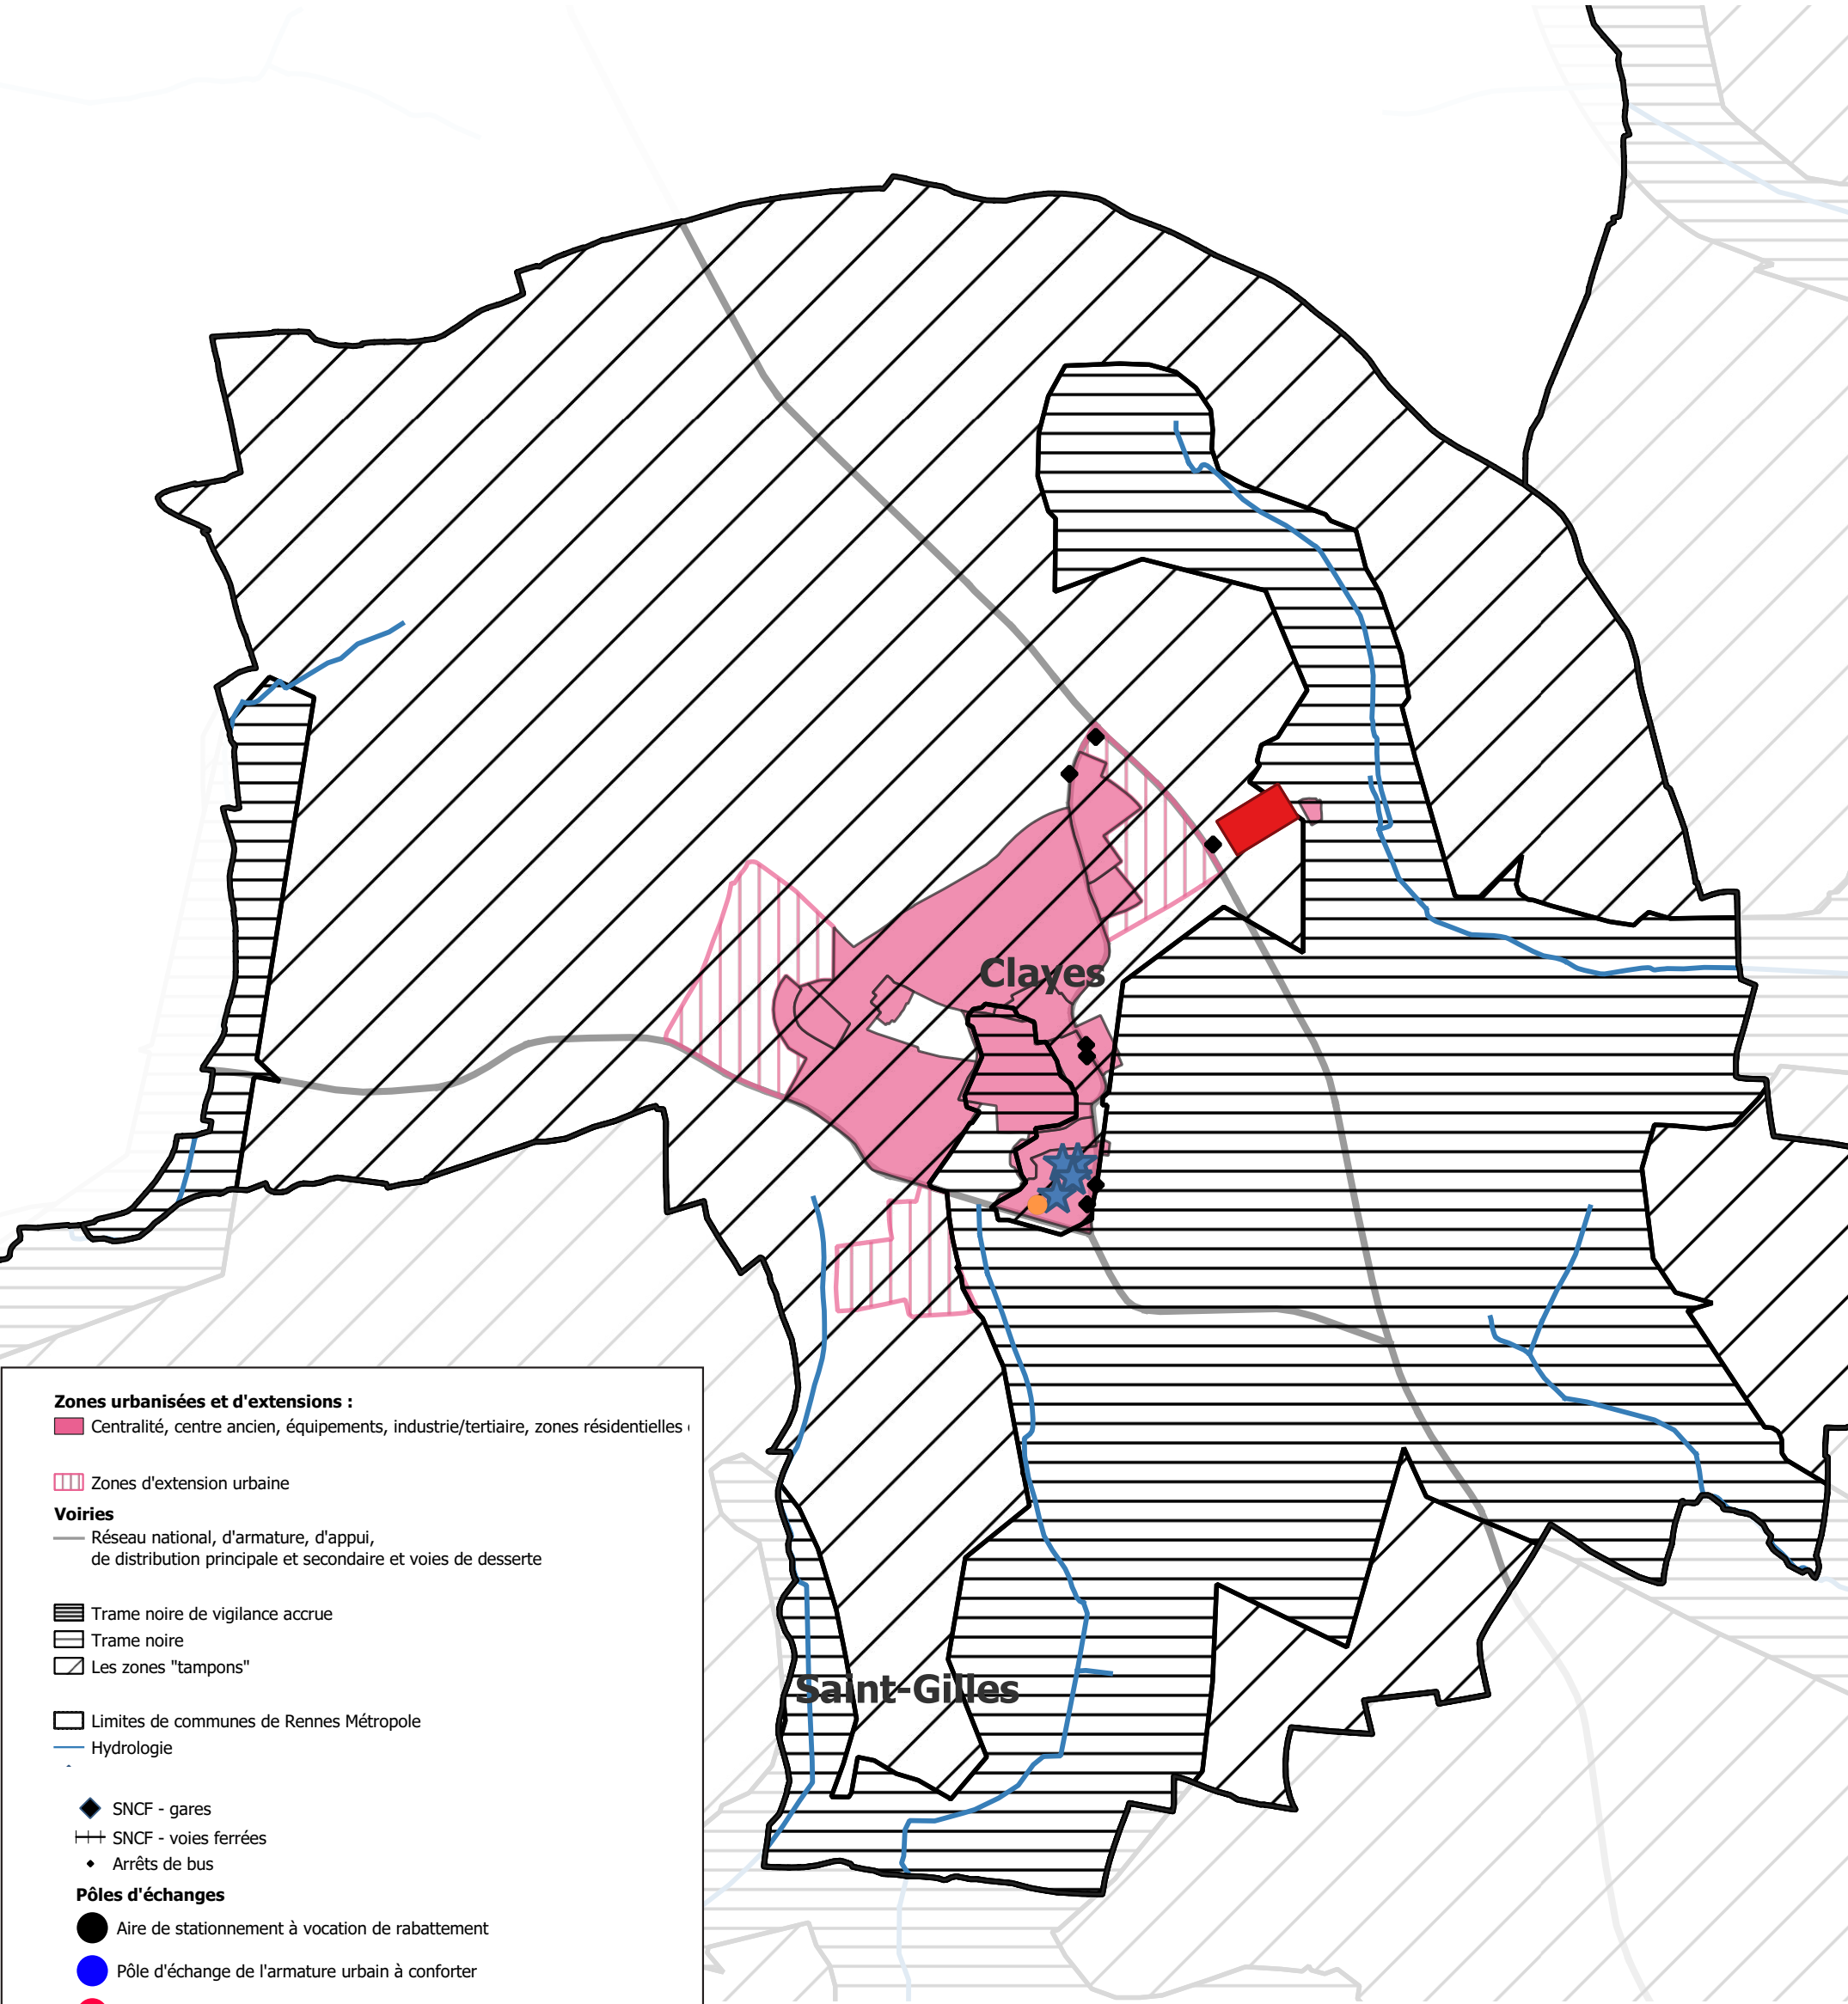 Clayes
Saint-Gilles
Zones urbanisées et d'extensions :
Centralité, centre ancien, équipements, industrie/tertiaire, zones résidentielles
Zones d'extension urbaine
Voiries
Réseau national, d'armature, d'appui,
de distribution principale et secondaire et voies de desserte
Trame noire de vigilance accrue
Trame noire
Les zones "tampons"
Limites de communes de Rennes Métropole
Hydrologie
SNCF - gares
SNCF - voies ferrées
Arrêts de bus
Pôles d'échanges
Aire de stationnement à vocation de rabattement
Pôle d'échange de l'armature urbain à conforter